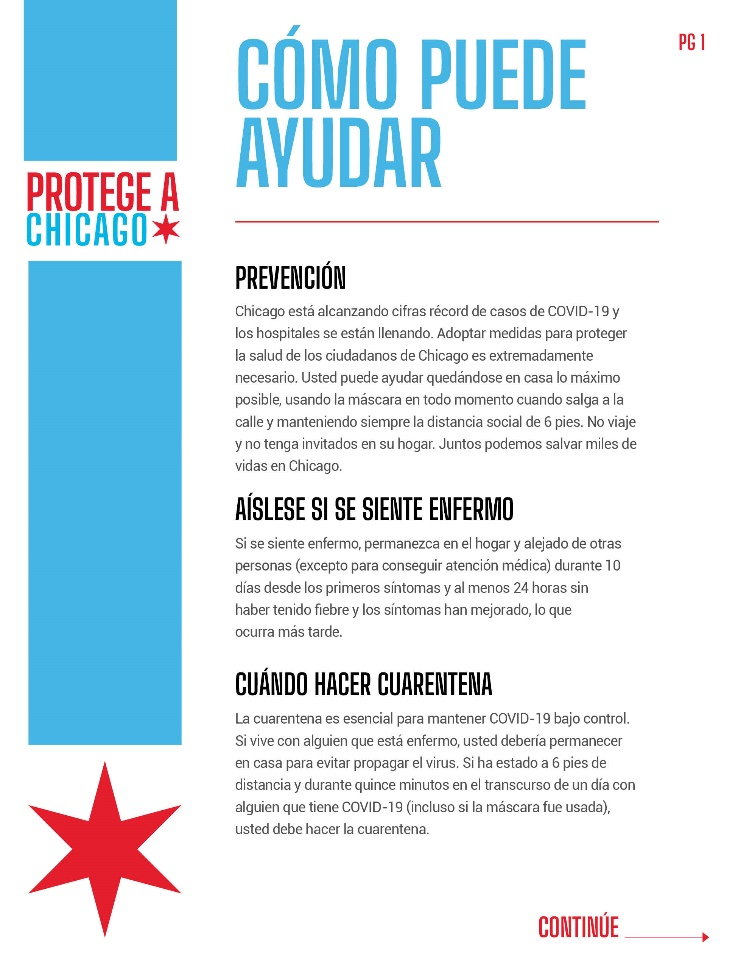 PG 1
CÓMO PUEDE
AYUDAR
PROTEGE A
CHICAGO
PREVENCIÓN
Chicago está alcanzando cifras récord de casos de COVID-19 y
los hospitales se están llenando. Adoptar medidas para proteger
la salud de los ciudadanos de Chicago es extremadamente
necesario. Usted puede ayudar quedándose en casa lo máximo
posible, usando la máscara en todo momento cuando salga a la
calle y manteniendo siempre la distancia social de 6 pies. No viaje
y no tenga invitados en su hogar. Juntos podemos salvar miles de
vidas en Chicago.
AÍSLESE SI SE SIENTE ENFERMO
Si se siente enfermo, permanezca en el hogar y alejado de otras
personas (excepto para conseguir atención médica) durante 10
días desde los primeros síntomas y al menos 24 horas sin
haber tenido fiebre y los síntomas han mejorado, lo que
ocurra más tarde.
CUÁNDO HACER CUARENTENA
La cuarentena es esencial para mantener COVID-19 bajo control.
Si vive con alguien que está enfermo, usted debería permanecer
en casa para evitar propagar el virus. Si ha estado a 6 pies de
distancia y durante quince minutos en el transcurso de un día con
alguien que tiene COVID-19 (incluso si la máscara fue usada),
usted debe hacer la cuarentena.
CONTINÚE